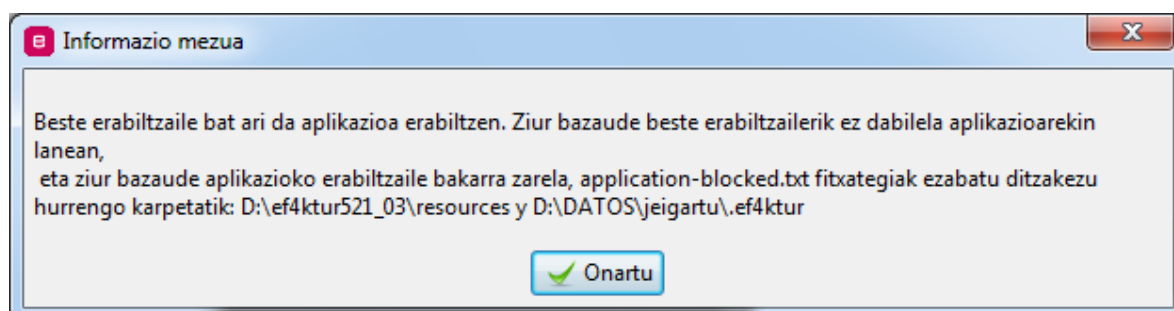 e Informazio mezua
Beste erabiltzaile bat ari da aplikazioa erabiltzen. Ziur bazaude beste erabiltzailerik ez dabilela aplikazioarekin
lanean,
eta ziur bazaude aplikazioko erabiltzaile bakarra zarela, application-blocked.txt fitxategiak ezabatu ditzakezu
hurrengo karpetatik: D:\ef4ktur521_03\resources y D:\DATOS\jeigartu\.ef4ktur
Onartu